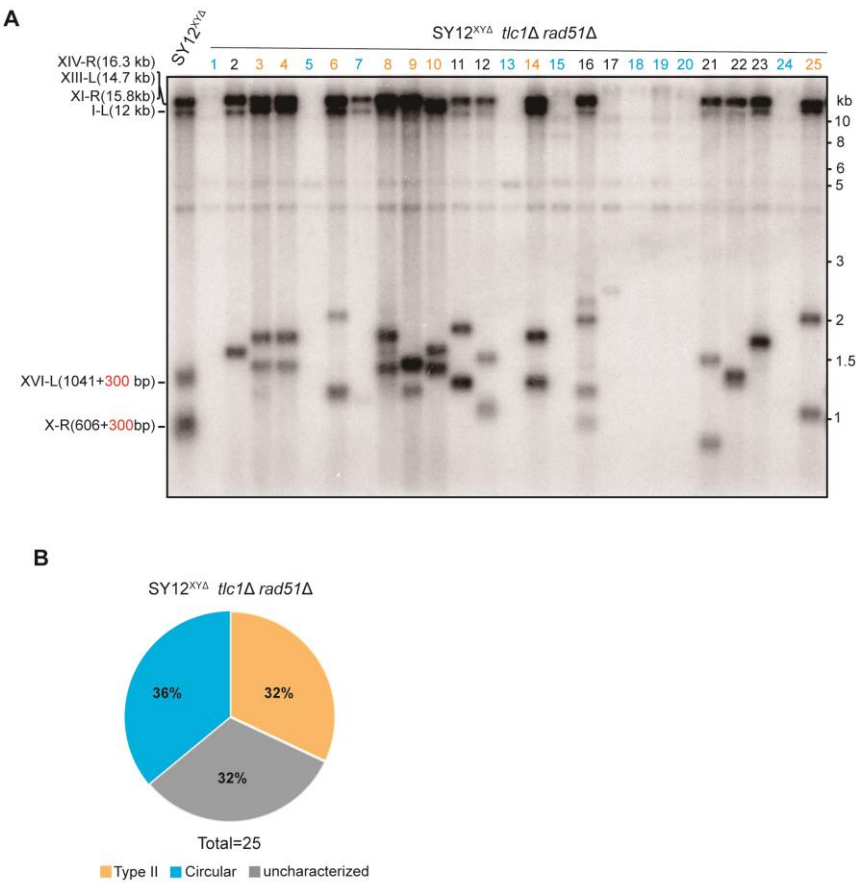 A
SY12XYΔ
SY12XYΔ tlc1Δ rad51Δ
1 2 3 4 5 6 7 8 9 10 11 12 13 14 15 16 17 18 19 20 21 22 23 24 25
XIV-R(16.3 kb)
XIII-L(14.7 kb)
XI-R(15.8kb)
I-L(12 kb)
kb
10
8
6
5
3
2
1.5
XVI-L(1041+300 bp)
X-R(606+300bp)
1
B
SY12XYΔ tlc1Δ rad51Δ
36%
32%
32%
Total=25
Type II Circular uncharacterized